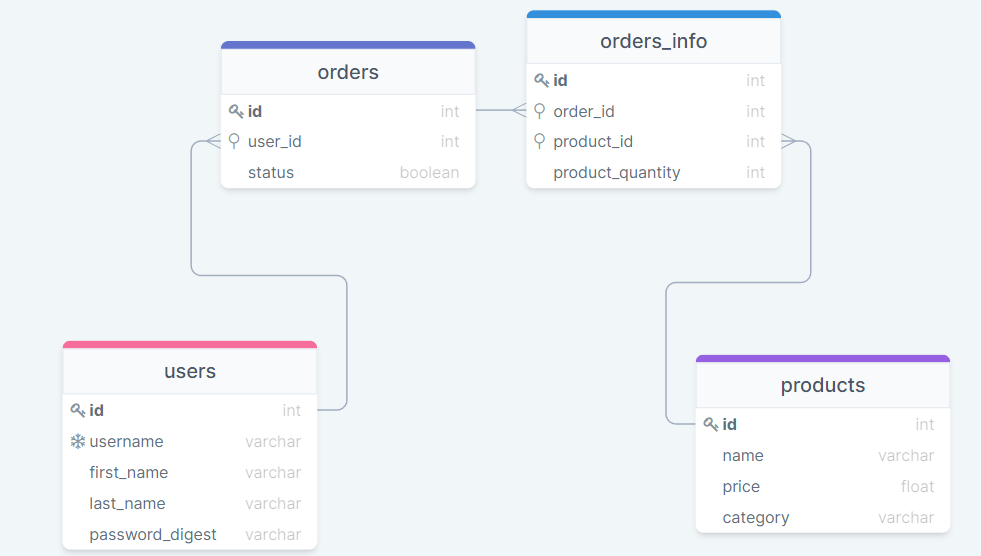 orders
id int
user_id int
status boolean
orders_info
id int
order_id int
product_id int
product_quantity int
users
id int
username varchar
first_name varchar
last_name varchar
password_digest varchar
products
id int
name varchar
price float
category varchar